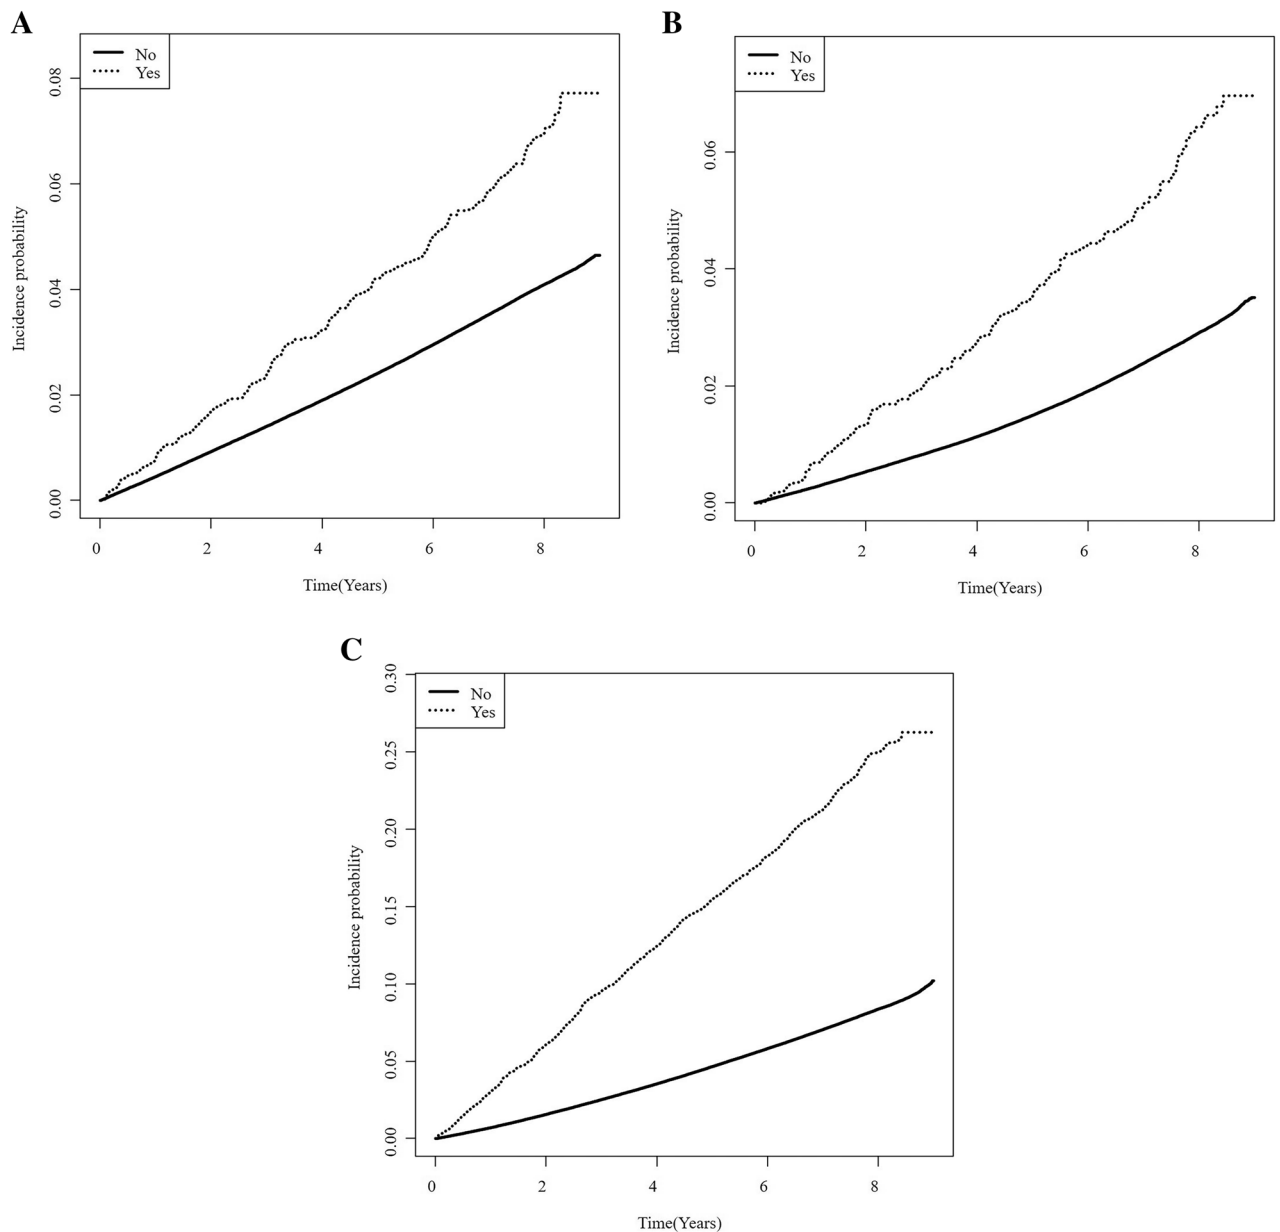 A
No
Yes
0.08
0.06
0.04
0.02
0.00
Incidence probability
0 2 4 6 8
Time(Years)
B
No
Yes
0.06
0.04
0.02
0.00
Incidence probability
0 2 4 6 8
Time(Years)
C
No
Yes
0.30
0.25
0.20
0.15
0.10
0.05
0.00
Incidence probability
0 2 4 6 8
Time(Years)